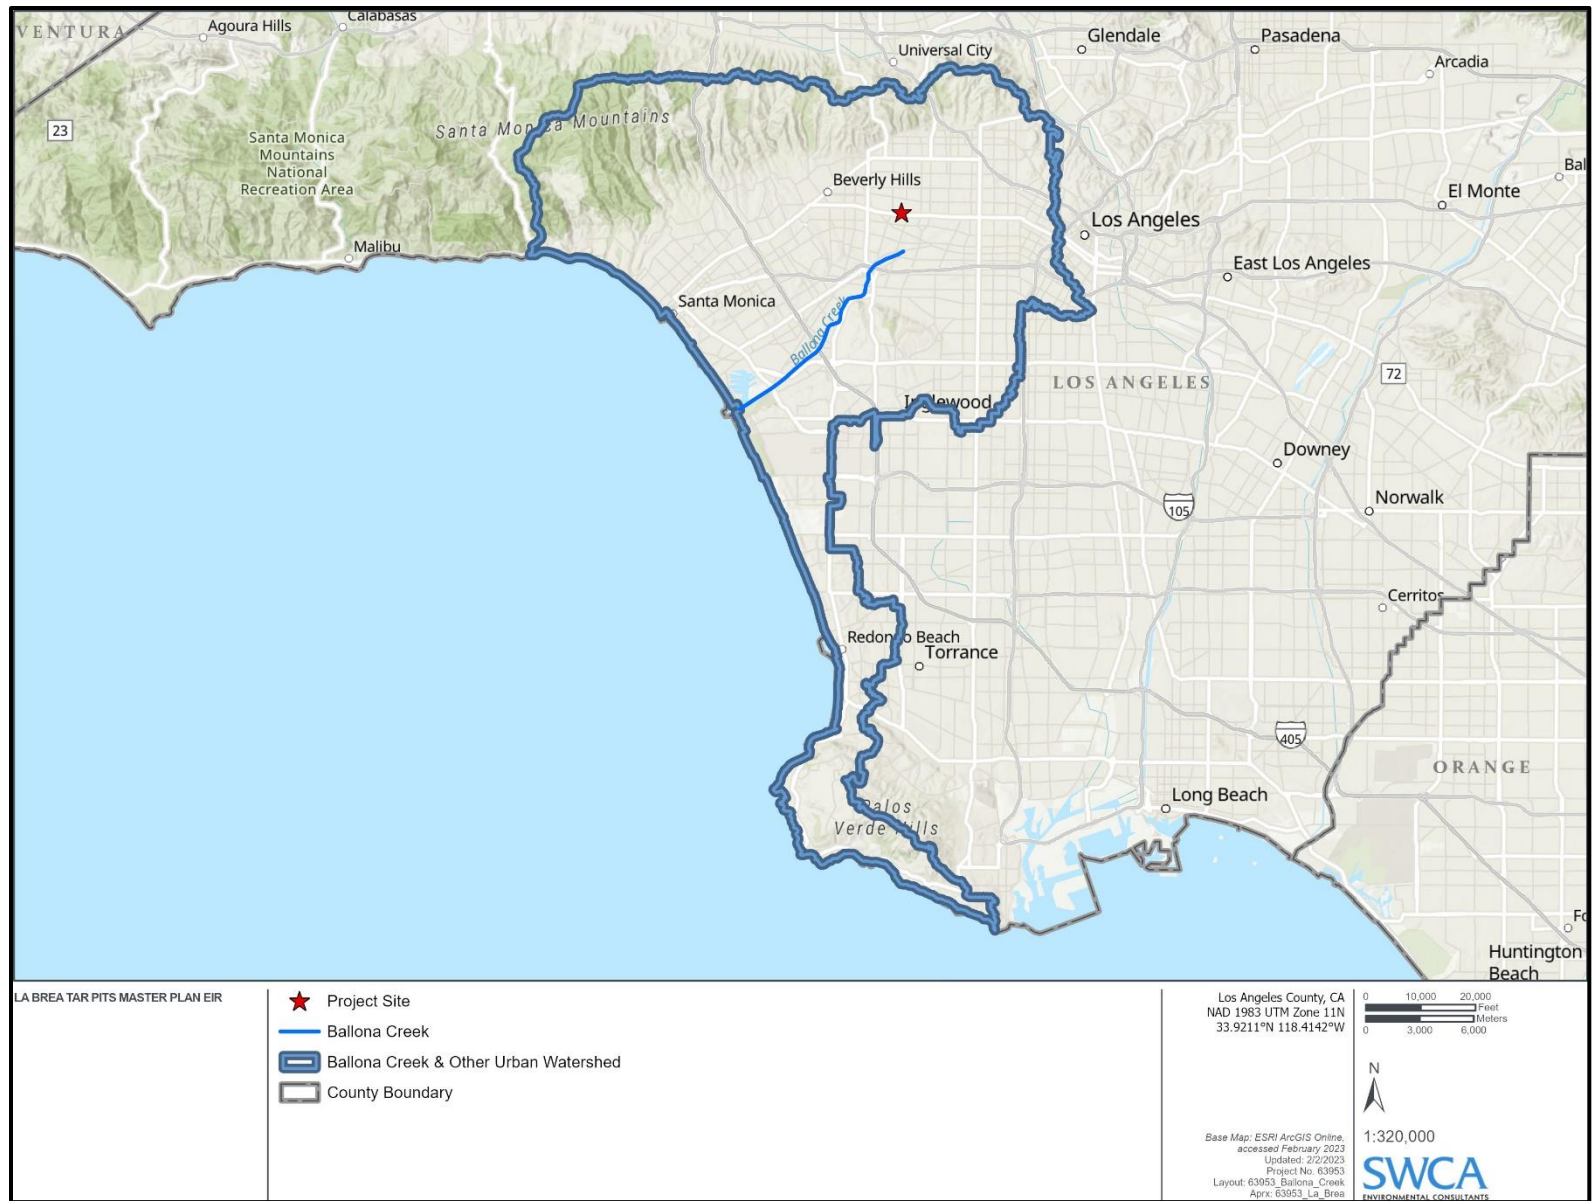 VENTURA
Agoura Hills
Calabasas
Universal City
Glendale
Pasadena
Arcadia
23
Santa Monica Mountains
Santa Monica
Mountains
National
Recreation Area
Beverly Hills
El Monte
Los Angeles
Malibu
East Los Angeles
Santa Monica
Ballona Creek
LOS ANGELES
72
Inglewood
Downey
Norwalk
105
Cerritos
Redondo Beach
Torrance
405
ORANGE
Long Beach
Palos
Verde Hills
Huntington
Beach
LA BREA TAR PITS MASTER PLAN EIR
Project Site
Ballona Creek
Ballona Creek & Other Urban Watershed
County Boundary
Los Angeles County, CA
NAD 1983 UTM Zone 11N
33.9211°N 118.4142°W
0 10,000 20,000
Feet
Meters
0 3,000 6,000
N
1:320,000
Base Map: ESRI ArcGIS Online,
accessed February 2023
Updated: 2/2/2023
Project No. 63953
Layout: 63953_Ballona_Creek
Aprx: 63953_La_Brea
SWCA
ENVIRONMENTAL CONSULTANTS